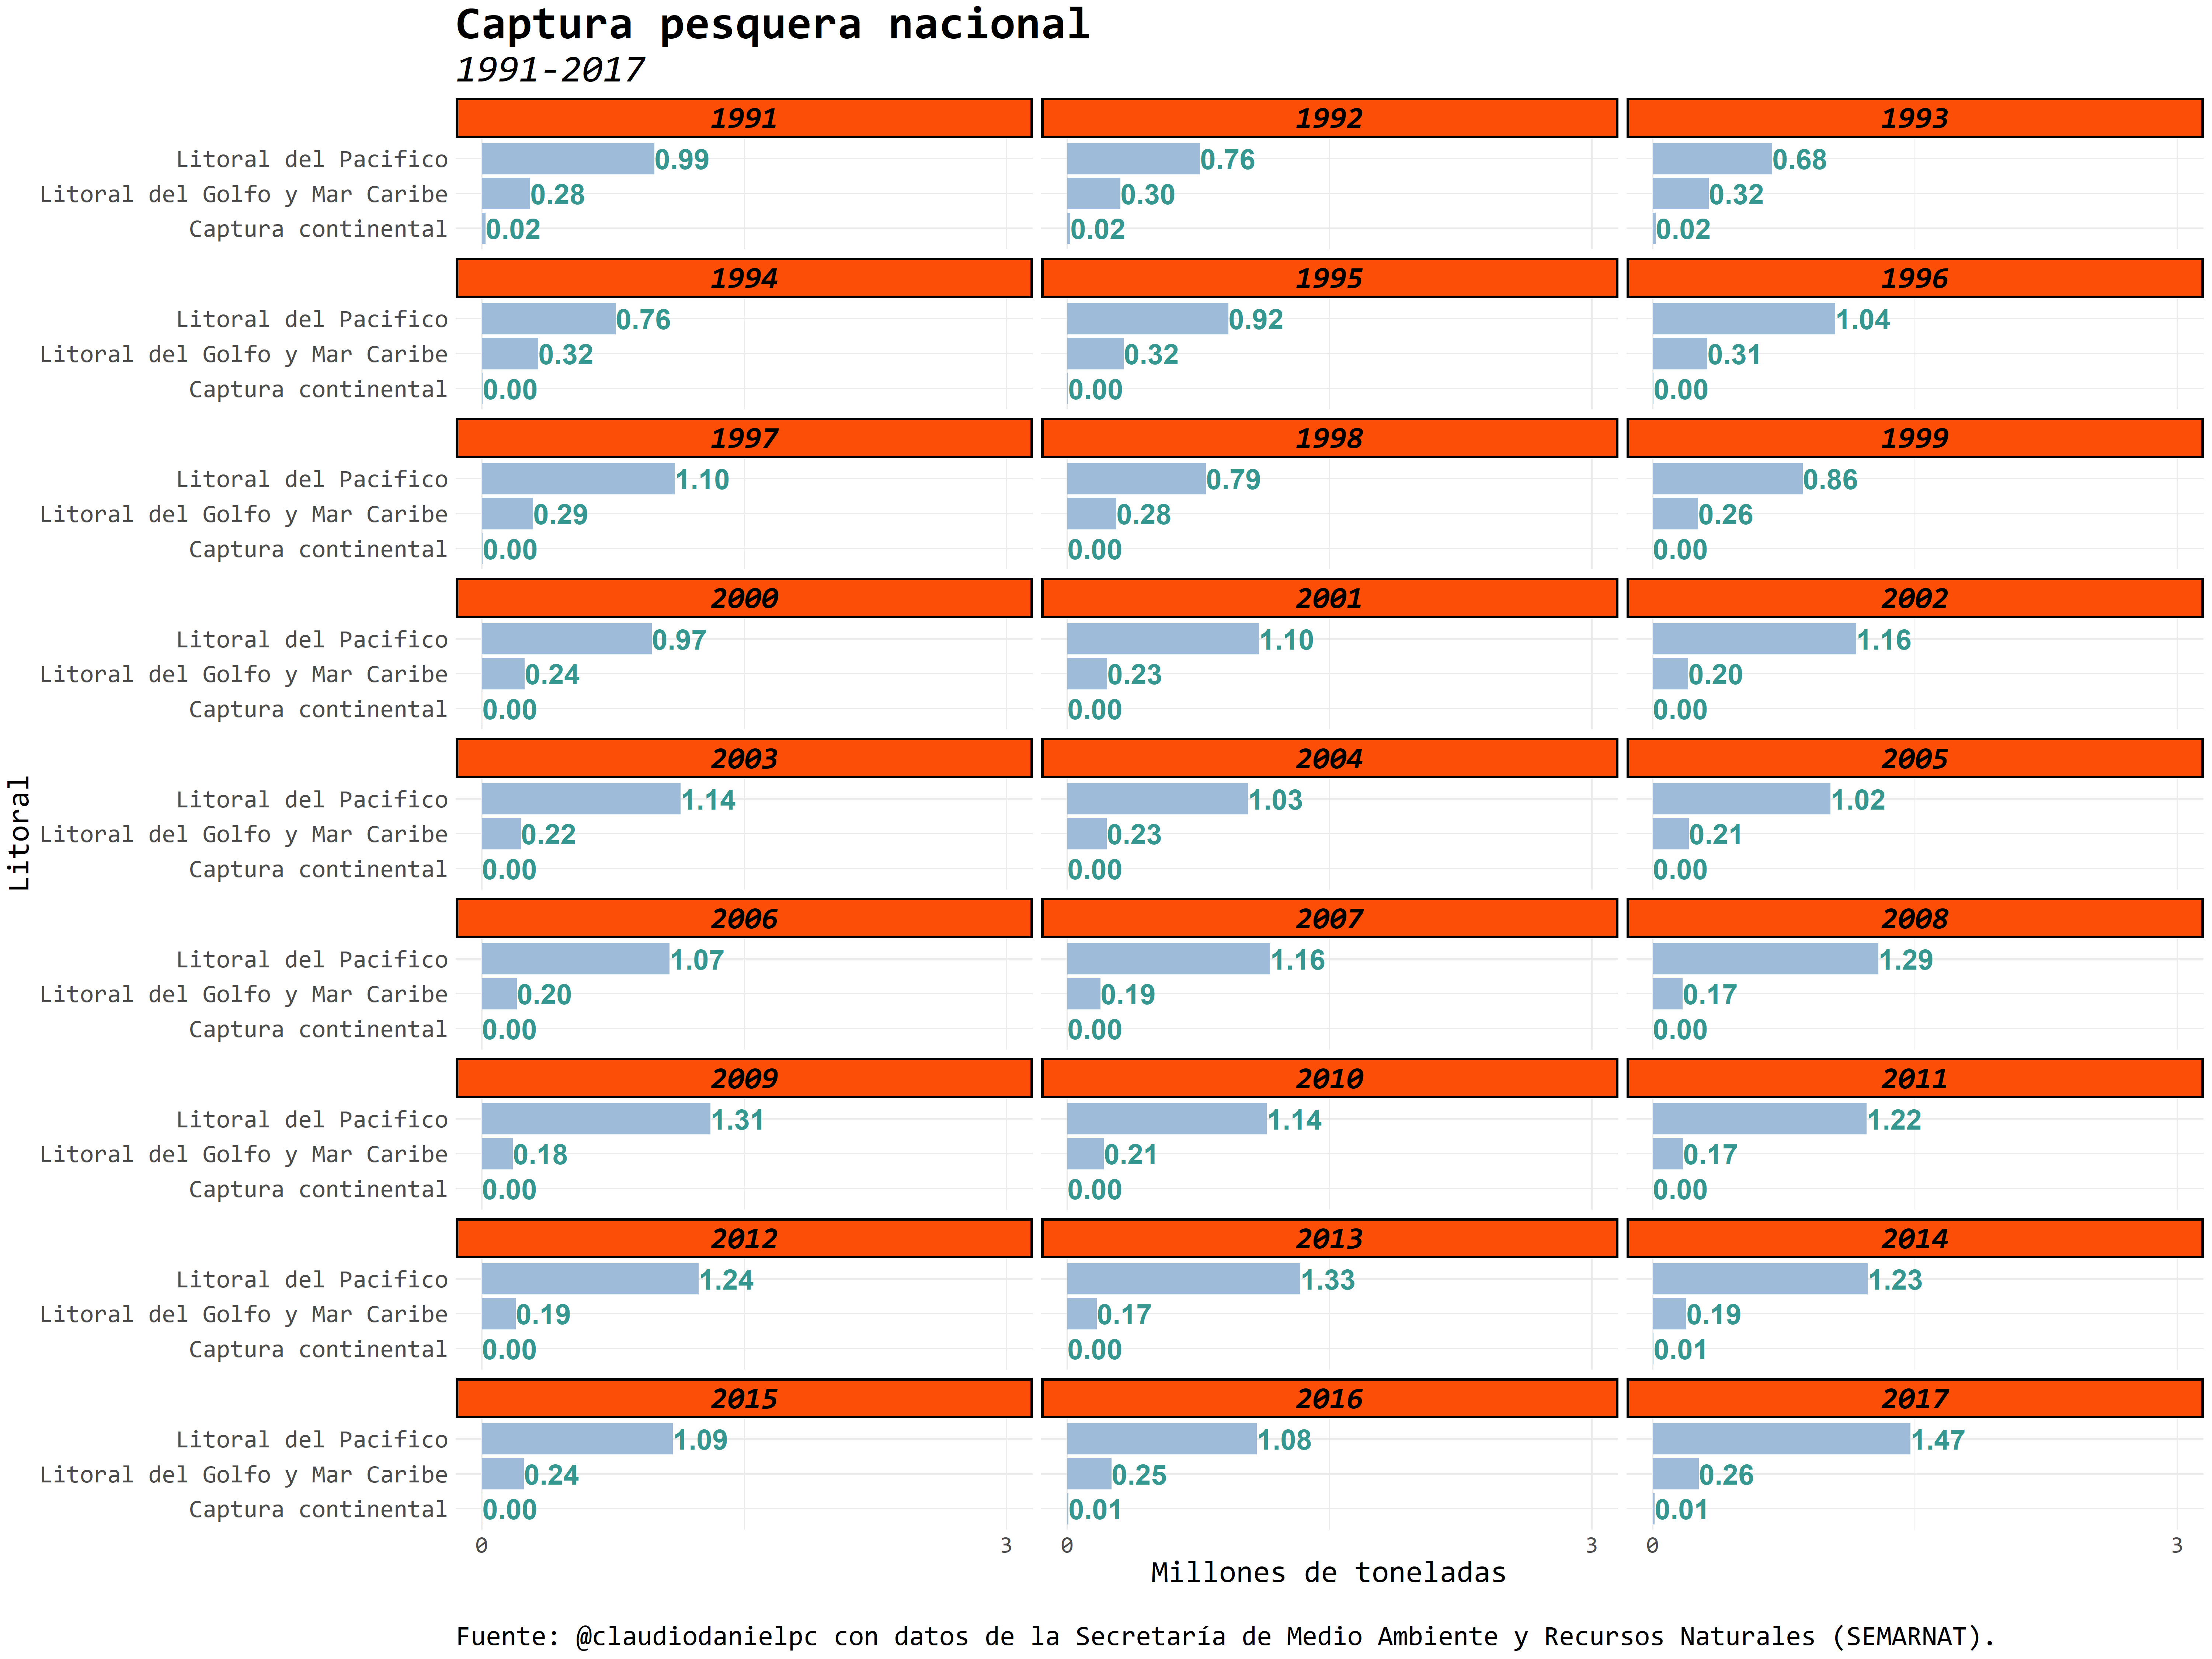 Captura pesquera nacional
1991-2017
1991 1992 1993
Litoral del Pacifico 0.99 0.76 0.68
Litoral del Golfo y Mar Caribe 0.28 0.30 0.32
Captura continental 0.02 0.02 0.02
1994 1995 1996
Litoral del Pacifico 0.76 0.92 1.04
Litoral del Golfo y Mar Caribe 0.32 0.32 0.31
Captura continental 0.00 0.00 0.00
1997 1998 1999
Litoral del Pacifico 1.10 0.79 0.86
Litoral del Golfo y Mar Caribe 0.29 0.28 0.26
Captura continental 0.00 0.00 0.00
2000 2001 2002
Litoral del Pacifico 0.97 1.10 1.16
Litoral del Golfo y Mar Caribe 0.24 0.23 0.20
Captura continental 0.00 0.00 0.00
Litoral
2003 2004 2005
Litoral del Pacifico 1.14 1.03 1.02
Litoral del Golfo y Mar Caribe 0.22 0.23 0.21
Captura continental 0.00 0.00 0.00
2006 2007 2008
Litoral del Pacifico 1.07 1.16 1.29
Litoral del Golfo y Mar Caribe 0.20 0.19 0.17
Captura continental 0.00 0.00 0.00
2009 2010 2011
Litoral del Pacifico 1.31 1.14 1.22
Litoral del Golfo y Mar Caribe 0.18 0.21 0.17
Captura continental 0.00 0.00 0.00
2012 2013 2014
Litoral del Pacifico 1.24 1.33 1.23
Litoral del Golfo y Mar Caribe 0.19 0.17 0.19
Captura continental 0.00 0.00 0.01
2015 2016 2017
Litoral del Pacifico 1.09 1.08 1.47
Litoral del Golfo y Mar Caribe 0.24 0.25 0.26
Captura continental 0.00 0.01 0.01
0 3 0 3 0 3
Millones de toneladas
Fuente: @claudiodanielpc con datos de la Secretaría de Medio Ambiente y Recursos Naturales (SEMARNAT).